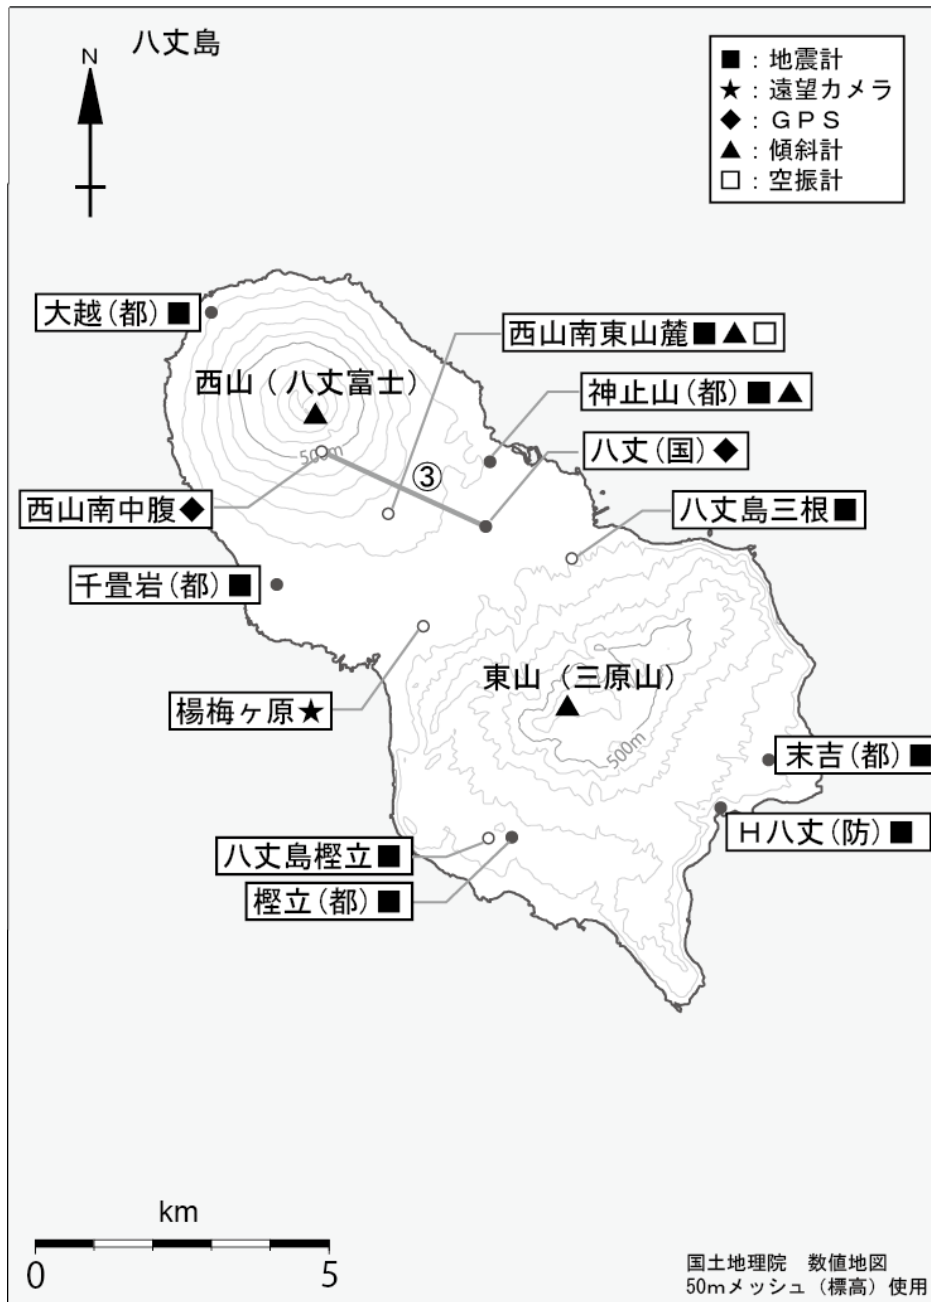 八丈島
N
■：地震計
★：遠望カメラ
◆：ＧＰＳ
▲：傾斜計
□：空振計
大越(都)■
西山南東山麓■▲□
西山（八丈富士）
神止山(都)■▲
500m
③
八丈(国)◆
西山南中腹◆
八丈島三根■
千畳岩(都)■
東山（三原山）
楊梅ヶ原★
500m
末吉(都)■
Ｈ八丈(防)■
八丈島樫立■
樫立(都)■
km
0 5
国土地理院　数値地図
50mメッシュ（標高）使用